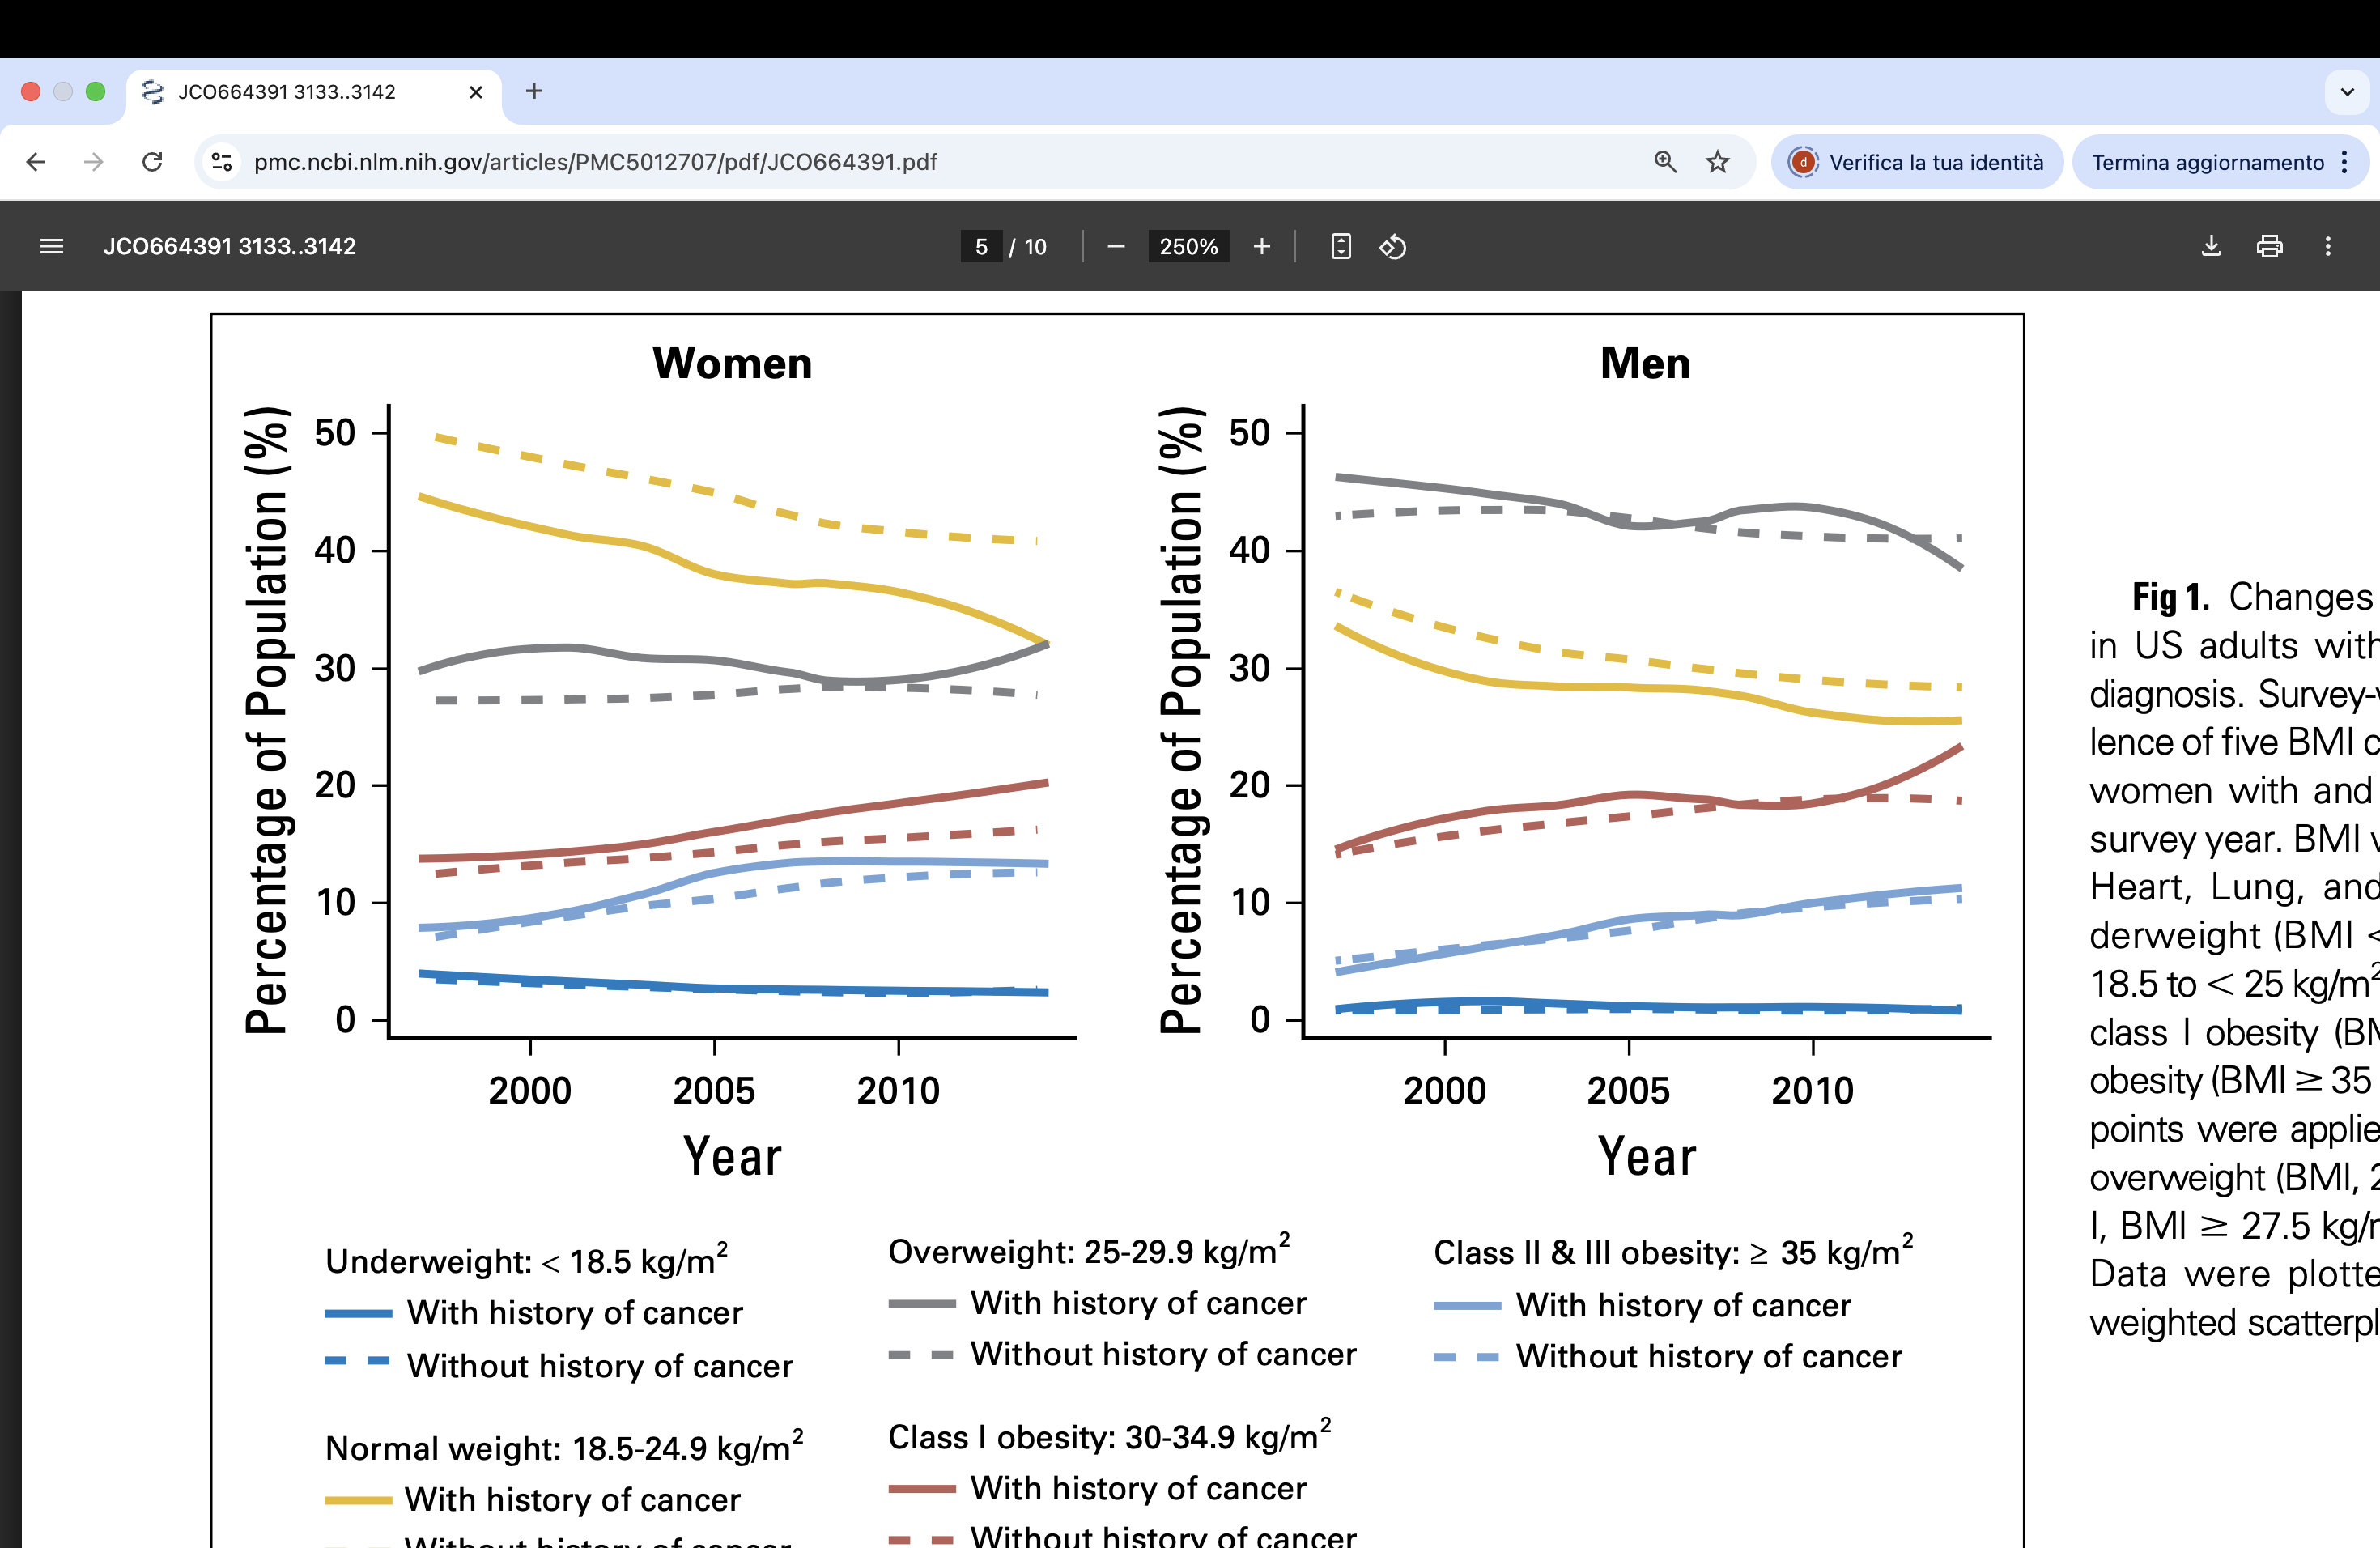 JCO664391 3133..3142
pmc.ncbi.nlm.nih.gov/articles/PMC5012707/pdf/JCO664391.pdf
d
Verifica la tua identità
Termina aggiornamento
JCO664391 3133..3142
5 / 10
250%
Women
Percentage of Population (%)
50
40
30
20
10
0
2000 2005 2010
Year
Men
Percentage of Population (%)
50
40
30
20
10
0
2000 2005 2010
Year
Underweight: < 18.5 kg/m²
With history of cancer
Without history of cancer
Normal weight: 18.5-24.9 kg/m²
With history of cancer
Without history of cancer
Overweight: 25-29.9 kg/m²
With history of cancer
Without history of cancer
Class I obesity: 30-34.9 kg/m²
With history of cancer
Without history of cancer
Class II & III obesity: ≥ 35 kg/m²
With history of cancer
Without history of cancer
Fig 1. Changes
in US adults with
diagnosis. Survey-
lence of five BMI
women with and
survey year. BMI
Heart, Lung, and
derweight (BMI <
18.5 to < 25 kg/m²
class I obesity
obesity (BMI ≥ 35
points were
overweight (BMI,
I, BMI ≥ 27.5
Data were
weighted